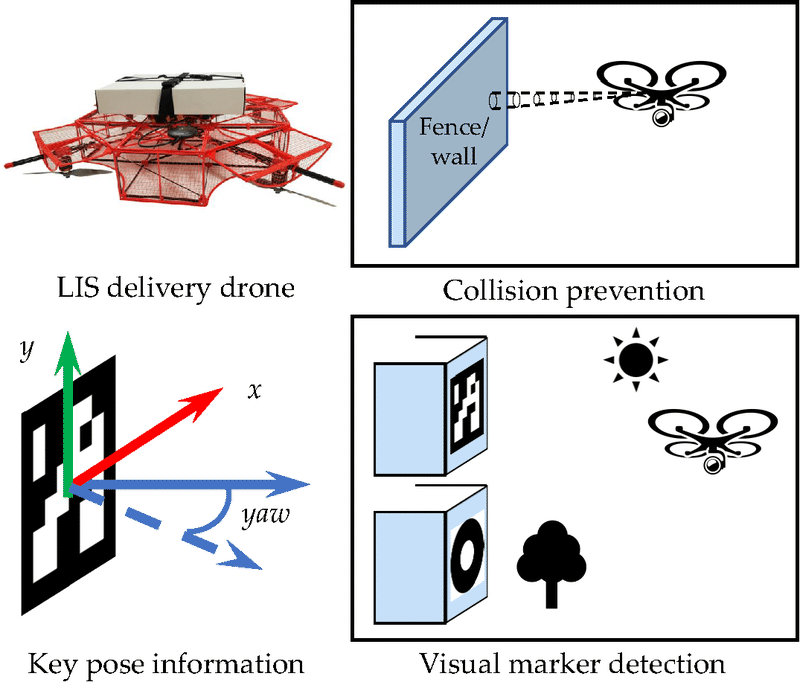 Fence/
wall
LIS delivery drone
Collision prevention
y
x
yaw
Key pose information
Visual marker detection